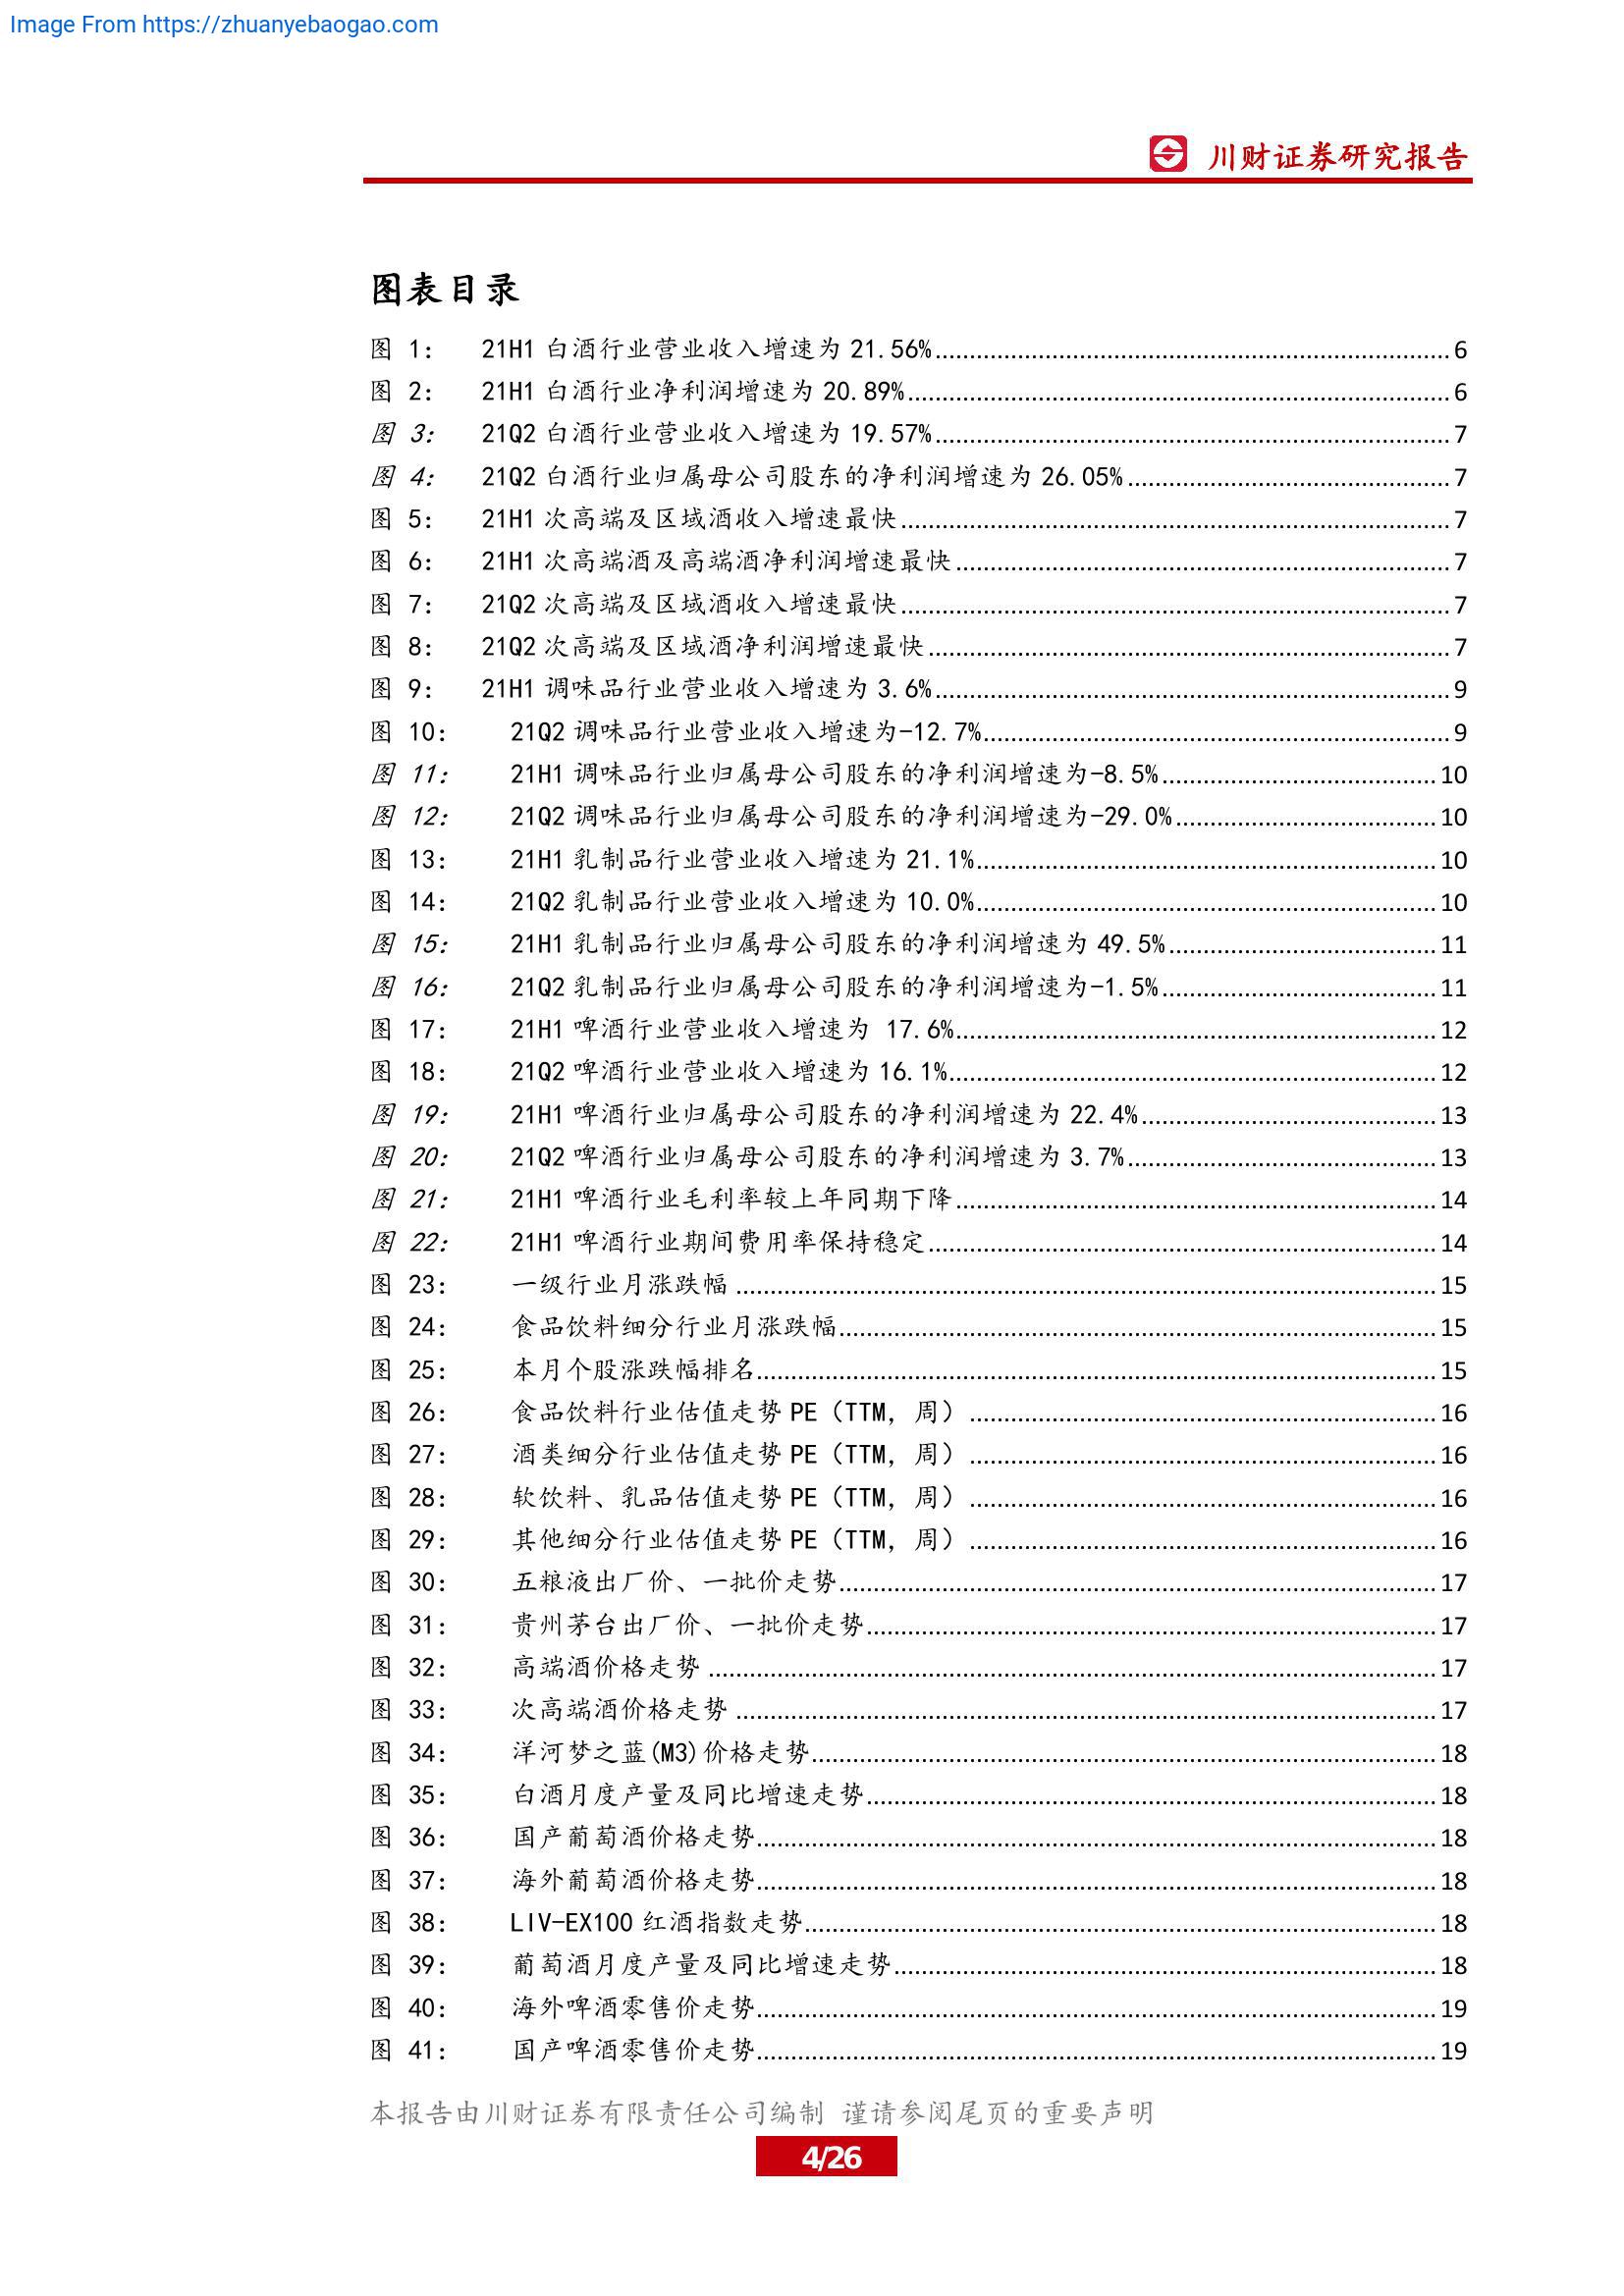 Image From https://zhuanyebaogao.com
川财证券研究报告
图表目录
图 1： 21H1 白酒行业营业收入增速为 21.56% 6
图 2： 21H1 白酒行业净利润增速为 20.89% 6
图 3： 21Q2 白酒行业营业收入增速为 19.57% 7
图 4： 21Q2 白酒行业归属母公司股东的净利润增速为 26.05% 7
图 5： 21H1 次高端及区域酒收入增速最快 7
图 6： 21H1 次高端酒及高端酒净利润增速最快 7
图 7： 21Q2 次高端及区域酒收入增速最快 7
图 8： 21Q2 次高端及区域酒净利润增速最快 7
图 9： 21H1 调味品行业营业收入增速为 3.6% 9
图 10： 21Q2 调味品行业营业收入增速为-12.7% 9
图 11： 21H1 调味品行业归属母公司股东的净利润增速为-8.5% 10
图 12： 21Q2 调味品行业归属母公司股东的净利润增速为-29.0% 10
图 13： 21H1 乳制品行业营业收入增速为 21.1% 10
图 14： 21Q2 乳制品行业营业收入增速为 10.0% 10
图 15： 21H1 乳制品行业归属母公司股东的净利润增速为 49.5% 11
图 16： 21Q2 乳制品行业归属母公司股东的净利润增速为-1.5% 11
图 17： 21H1 啤酒行业营业收入增速为 17.6% 12
图 18： 21Q2 啤酒行业营业收入增速为 16.1% 12
图 19： 21H1 啤酒行业归属母公司股东的净利润增速为 22.4% 13
图 20： 21Q2 啤酒行业归属母公司股东的净利润增速为 3.7% 13
图 21： 21H1 啤酒行业毛利率较上年同期下降 14
图 22： 21H1 啤酒行业期间费用率保持稳定 14
图 23： 一级行业月涨跌幅 15
图 24： 食品饮料细分行业月涨跌幅 15
图 25： 本月个股涨跌幅排名 15
图 26： 食品饮料行业估值走势 PE（TTM, 周） 16
图 27： 酒类细分行业估值走势 PE（TTM, 周） 16
图 28： 软饮料、乳品估值走势 PE（TTM, 周） 16
图 29： 其他细分行业估值走势 PE（TTM, 周） 16
图 30： 五粮液出厂价、一批价走势 17
图 31： 贵州茅台出厂价、一批价走势 17
图 32： 高端酒价格走势 17
图 33： 次高端酒价格走势 17
图 34： 洋河梦之蓝(M3)价格走势 18
图 35： 白酒月度产量及同比增速走势 18
图 36： 国产葡萄酒价格走势 18
图 37： 海外葡萄酒价格走势 18
图 38： LIV-EX100 红酒指数走势 18
图 39： 葡萄酒月度产量及同比增速走势 18
图 40： 海外啤酒零售价走势 19
图 41： 国产啤酒零售价走势 19
本报告由川财证券有限责任公司编制 谨请参阅尾页的重要声明
4/26